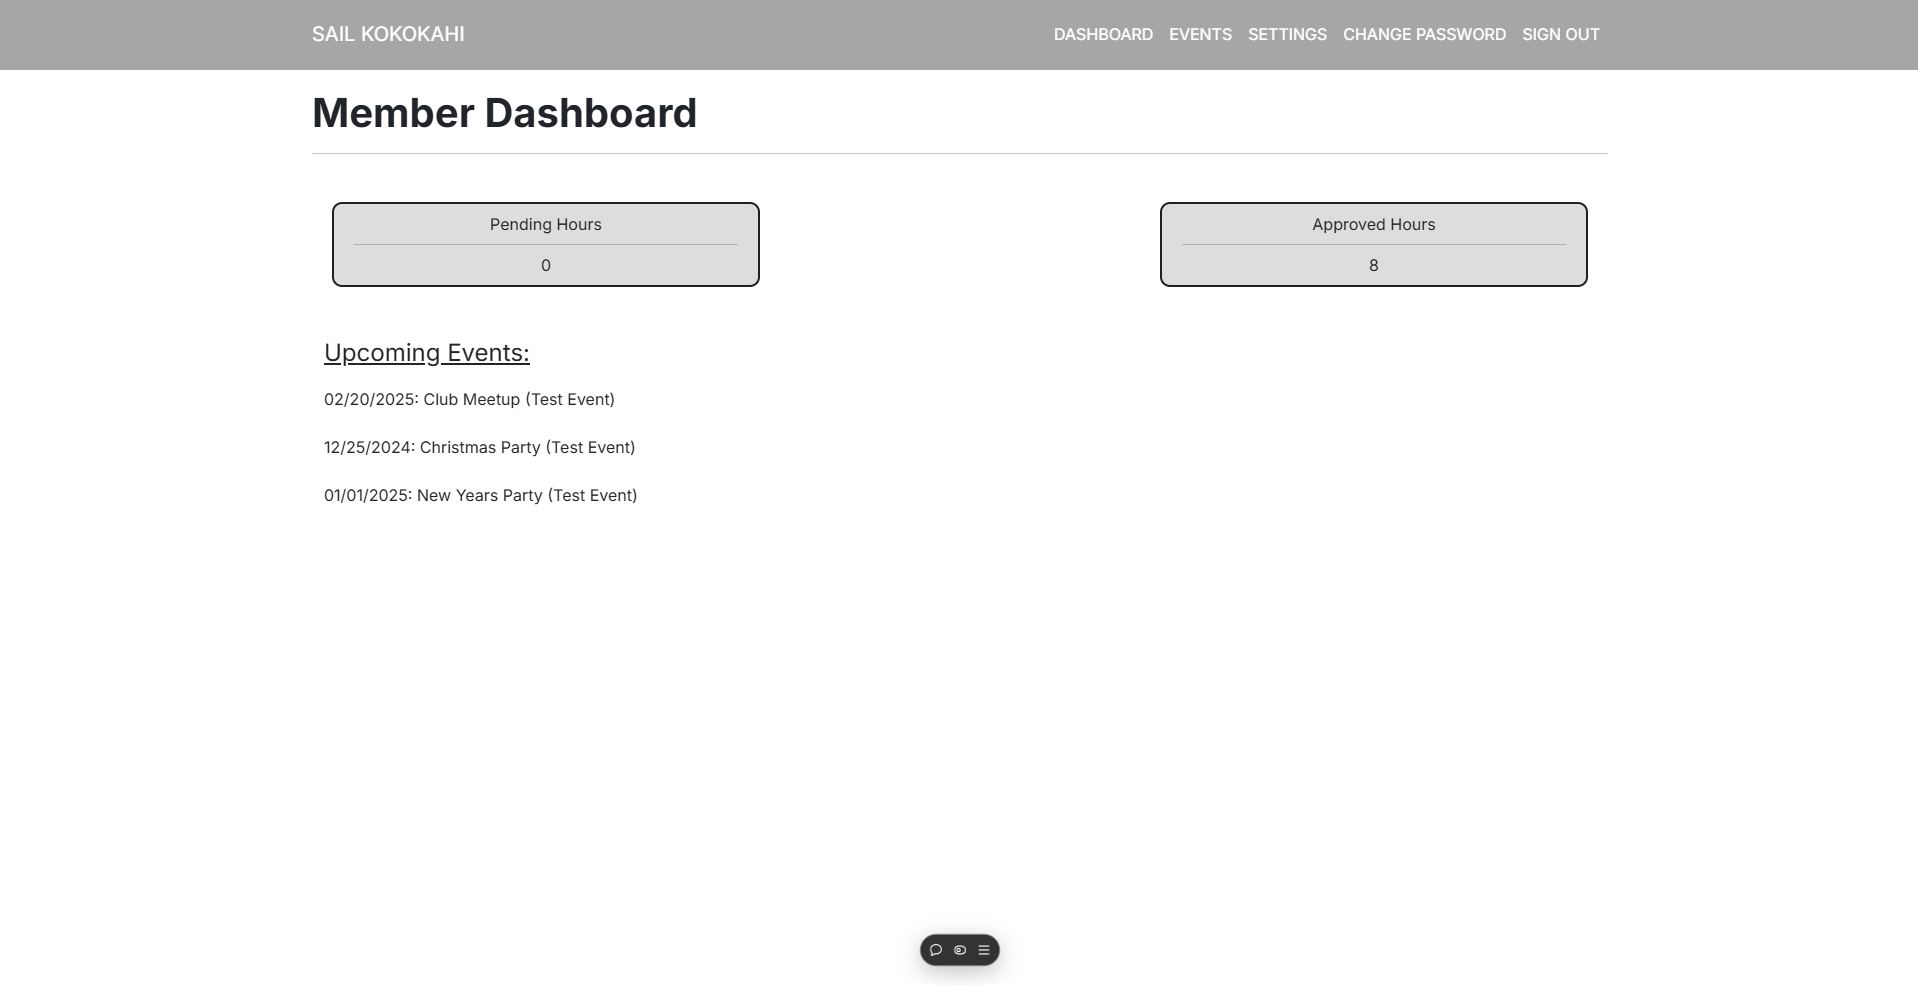 SAIL KOKOKAHI
DASHBOARD EVENTS SETTINGS CHANGE PASSWORD SIGN OUT
Member Dashboard
Pending Hours
0
Approved Hours
8
Upcoming Events:
02/20/2025: Club Meetup (Test Event)
12/25/2024: Christmas Party (Test Event)
01/01/2025: New Years Party (Test Event)